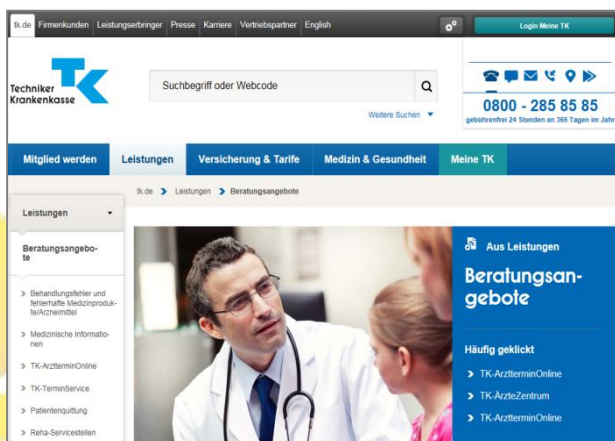 tk.de Firmenkunden Leistungserbringer Presse Karriere Vertriebspartner English
Login Meine TK
Techniker
Krankenkasse
TK
Suchbegriff oder Webcode
Weitere Suchen
0800 - 285 85 85
gebührenfrei 24 Stunden an 365 Tagen im Jahr
Mitglied werden Leistungen Versicherung & Tarife Medizin & Gesundheit Meine TK
tk.de Leistungen Beratungsangebote
Leistungen
Beratungsangebo-
te
Behandlungsfehler und
fehlerhafte Medizinproduk-
te/Arzneimittel
Medizinische Informatio-
nen
TK-ArztterminOnline
TK-TerminService
Patientenquittung
Reha-Servicestellen
Aus Leistungen
Beratungsan-
gebote
Häufig geklickt
TK-ArztterminOnline
TK-ÄrzteZentrum
TK-ArztterminOnline